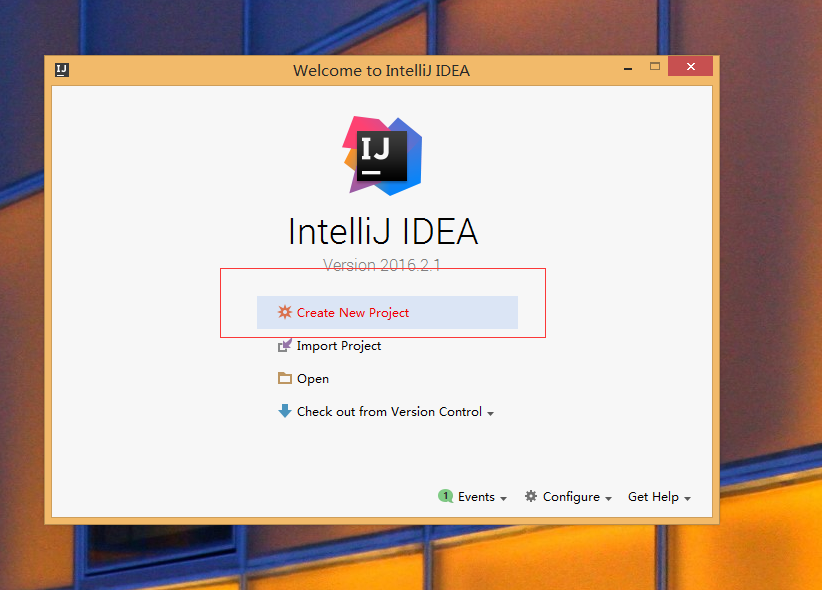 IJ
Welcome to IntelliJ IDEA
IJ
IntelliJ IDEA
Version 2016.2.1
Create New Project
Import Project
Open
Check out from Version Control
1 Events Configure Get Help